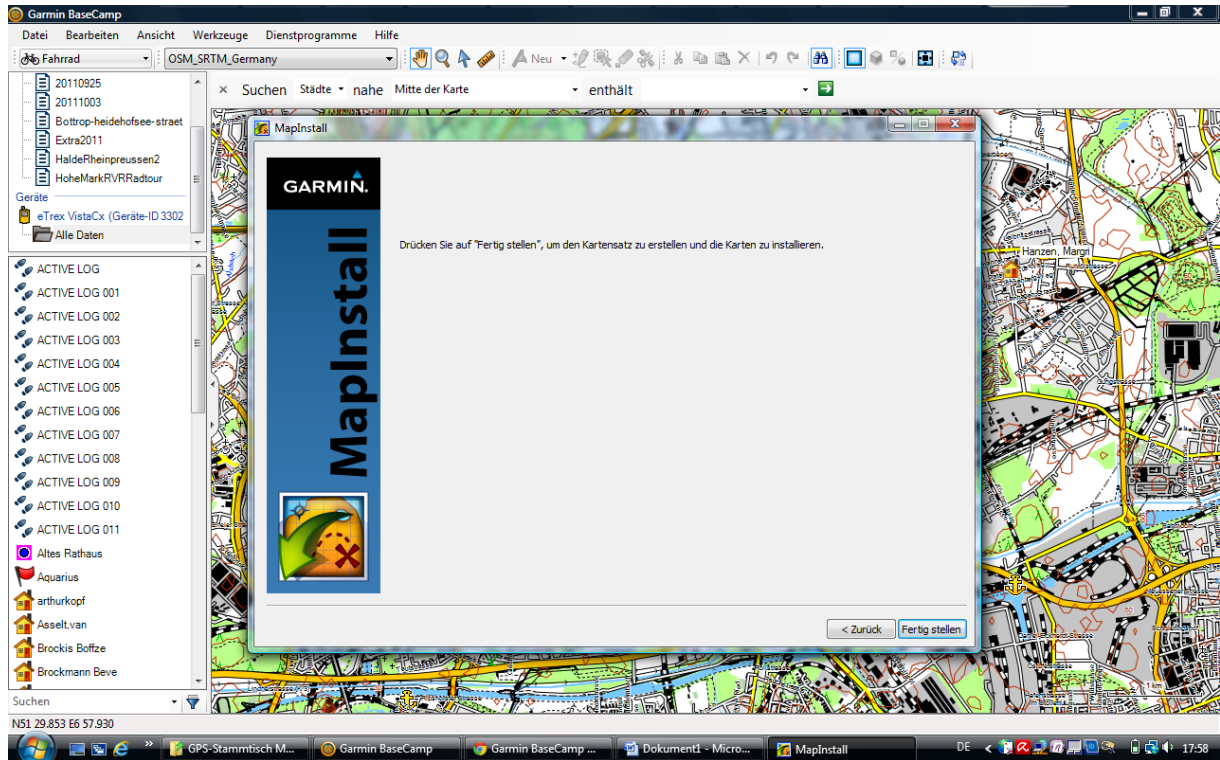 Garmin BaseCamp
Datei Bearbeiten Ansicht Werkzeuge Dienstprogramme Hilfe
Fahrrad OSM_SRTM_Germany Neu
20110925
20111003
Bottrop-heidehofsee-straet
Extra2011
HaldeRheinpreussen2
HoheMarkRVRRadtour
Geräte
eTrex VistaCx (Geräte-ID 3302
Alle Daten
× Suchen Städte nahe Mitte der Karte enthält
MapInstall
GARMIN.
MapInstall
Drücken Sie auf "Fertig stellen", um den Kartensatz zu erstellen und die Karten zu installieren.
< Zurück Fertig stellen
Hanzen, Margri
ACTIVE LOG
ACTIVE LOG 001
ACTIVE LOG 002
ACTIVE LOG 003
ACTIVE LOG 004
ACTIVE LOG 005
ACTIVE LOG 006
ACTIVE LOG 007
ACTIVE LOG 008
ACTIVE LOG 009
ACTIVE LOG 010
ACTIVE LOG 011
Altes Rathaus
Aquarius
arthurkopf
Asselt,van
Brockis Boffze
Brockmann Beve
1 km
Suchen
N51 29.853 E6 57.930
» GPS-Stammtisch M... Garmin BaseCamp Garmin BaseCamp ... Dokument1 - Micro... MapInstall DE < 17:58